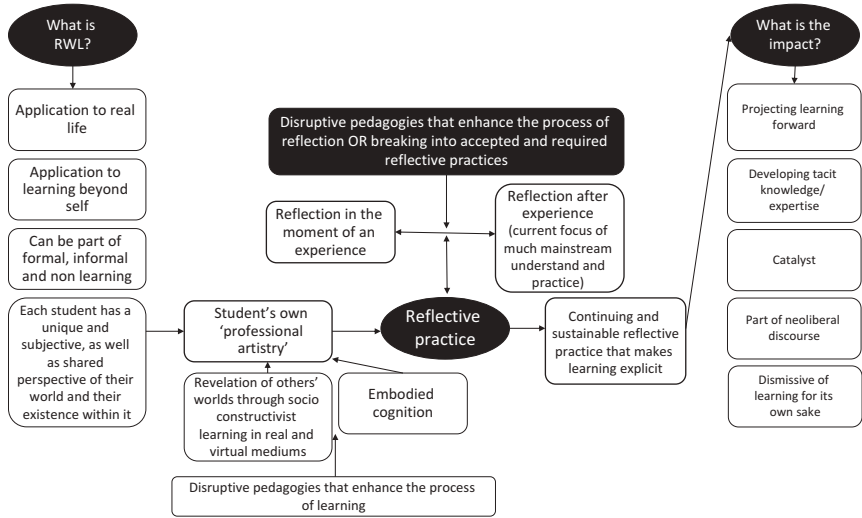 What is
RWL?
Application to real
life
Application to
learning beyond
self
Can be part of
formal, informal
and non learning
Each student has a
unique and
subjective, as well
as shared
perspective of their
world and their
existence within it
Disruptive pedagogies that enhance the process of
reflection OR breaking into accepted and required
reflective practices
Reflection in the
moment of an
experience
Reflection after
experience
(current focus of
much mainstream
understand and
practice)
Student's own
'professional
artistry'
Reflective
practice
Continuing and
sustainable reflective
practice that makes
learning explicit
Revelation of others'
worlds through socio
constructivist
learning in real and
virtual mediums
Embodied
cognition
Disruptive pedagogies that enhance the process
of learning
What is the
impact?
Projecting learning
forward
Developing tacit
knowledge/
expertise
Catalyst
Part of neoliberal
discourse
Dismissive of
learning for its
own sake